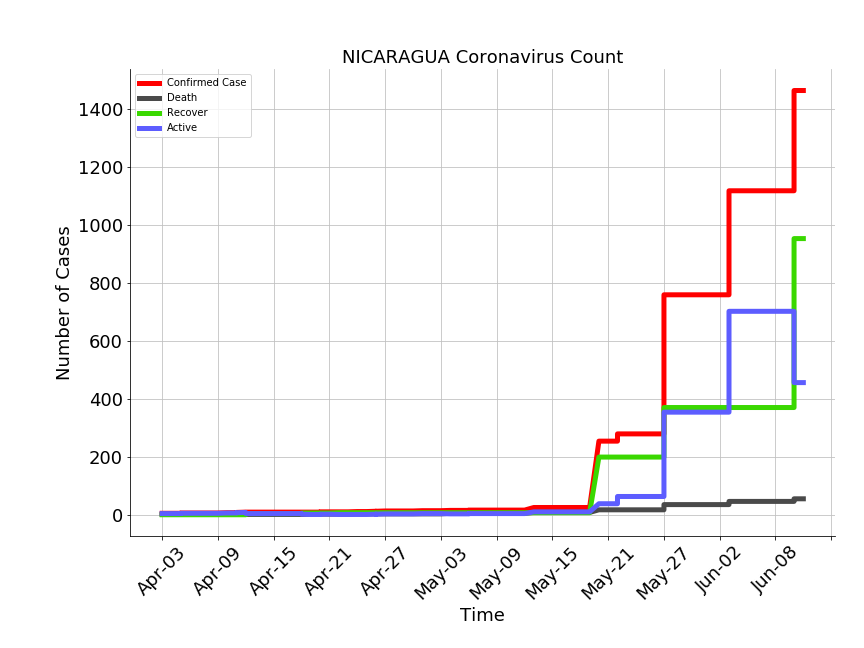 NICARAGUA Coronavirus Count
Confirmed Case
Death
Recover
Active
Number of Cases
1400
1200
1000
800
600
400
200
0
Apr-03
Apr-09
Apr-15
Apr-21
Apr-27
May-03
May-09
May-15
May-21
May-27
Jun-02
Jun-08
Time